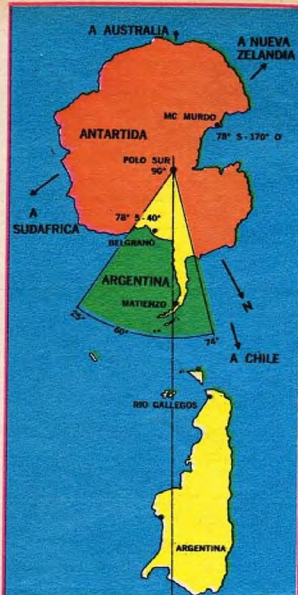 A AUSTRALIA
A NUEVA
ZELANDIA
MC MURDO
78° S-170° O
ANTARTIDA
POLO SUR
90°
A
SUDAFRICA
78° S-40°
BELGRANO
ARGENTINA
MATIENZO
N
25°
60°
74°
A CHILE
RIO GALLEGOS
ARGENTINA